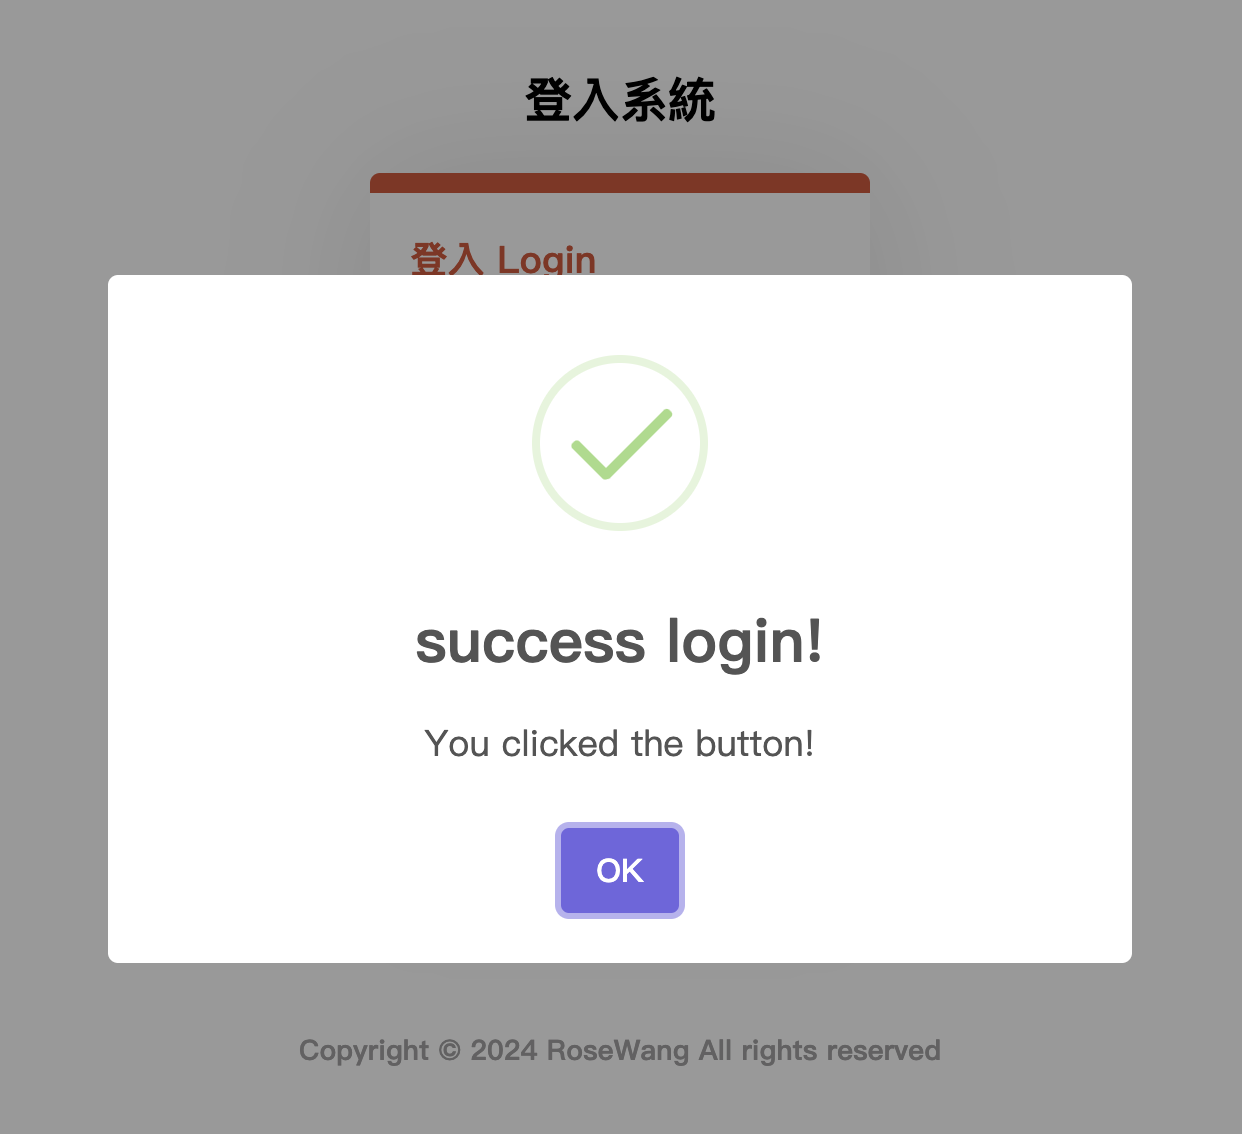 登入系統
登入 Login
success login!
You clicked the button!
OK
Copyright © 2024 RoseWang All rights reserved